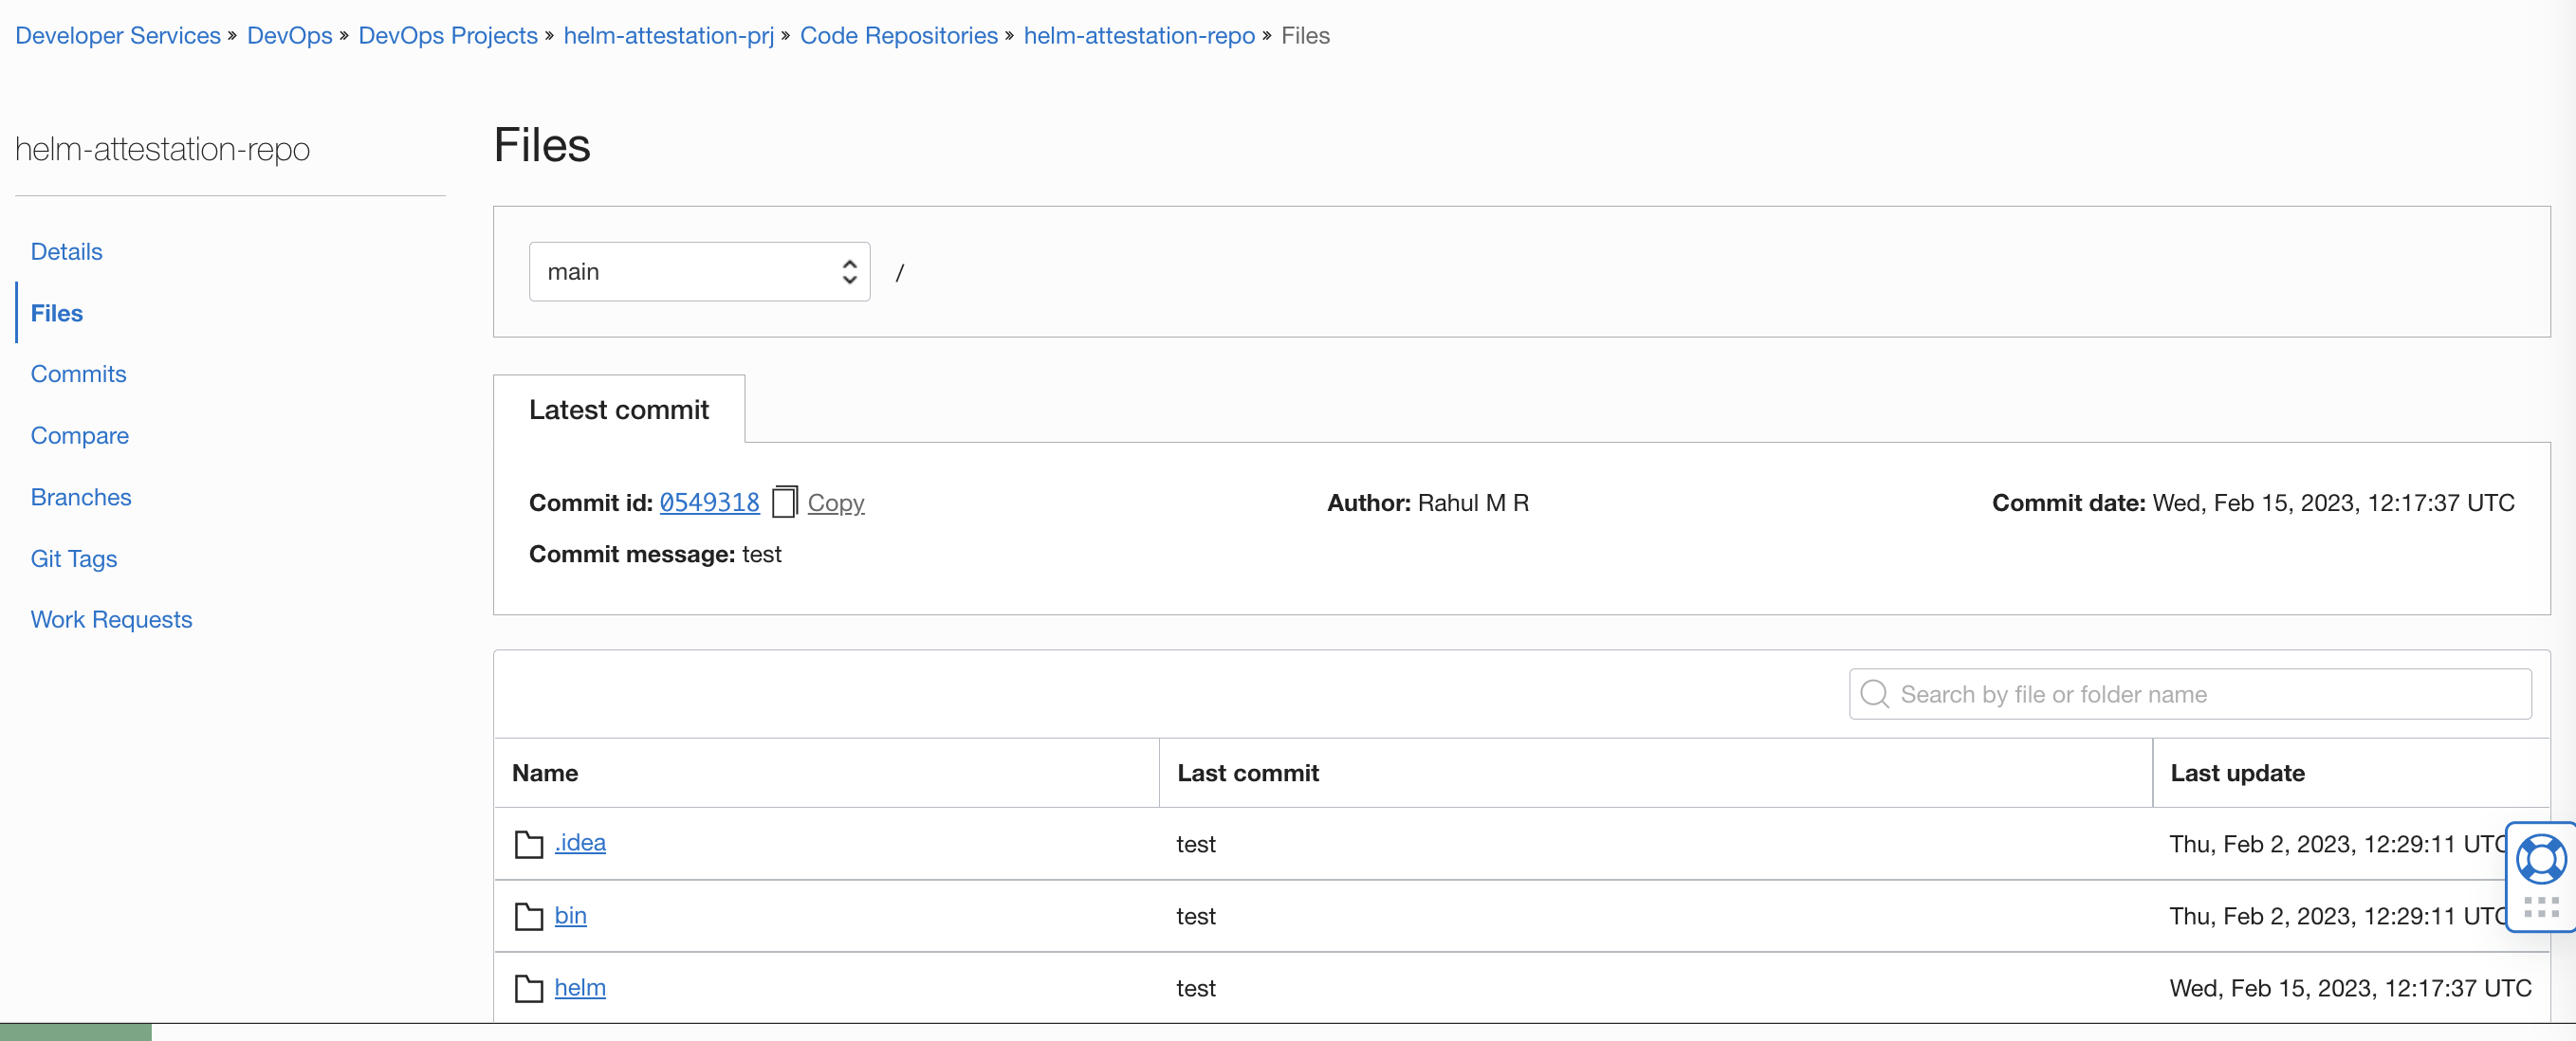 Developer Services » DevOps » DevOps Projects » helm-attestation-prj » Code Repositories » helm-attestation-repo » Files
helm-attestation-repo
Details
Files
Commits
Compare
Branches
Git Tags
Work Requests
Files
main /
Latest commit
Commit id: 0549318 Copy Author: Rahul M R Commit date: Wed, Feb 15, 2023, 12:17:37 UTC
Commit message: test
Search by file or folder name
Name Last commit Last update
.idea test Thu, Feb 2, 2023, 12:29:11 UTC
bin test Thu, Feb 2, 2023, 12:29:11 UTC
helm test Wed, Feb 15, 2023, 12:17:37 UTC